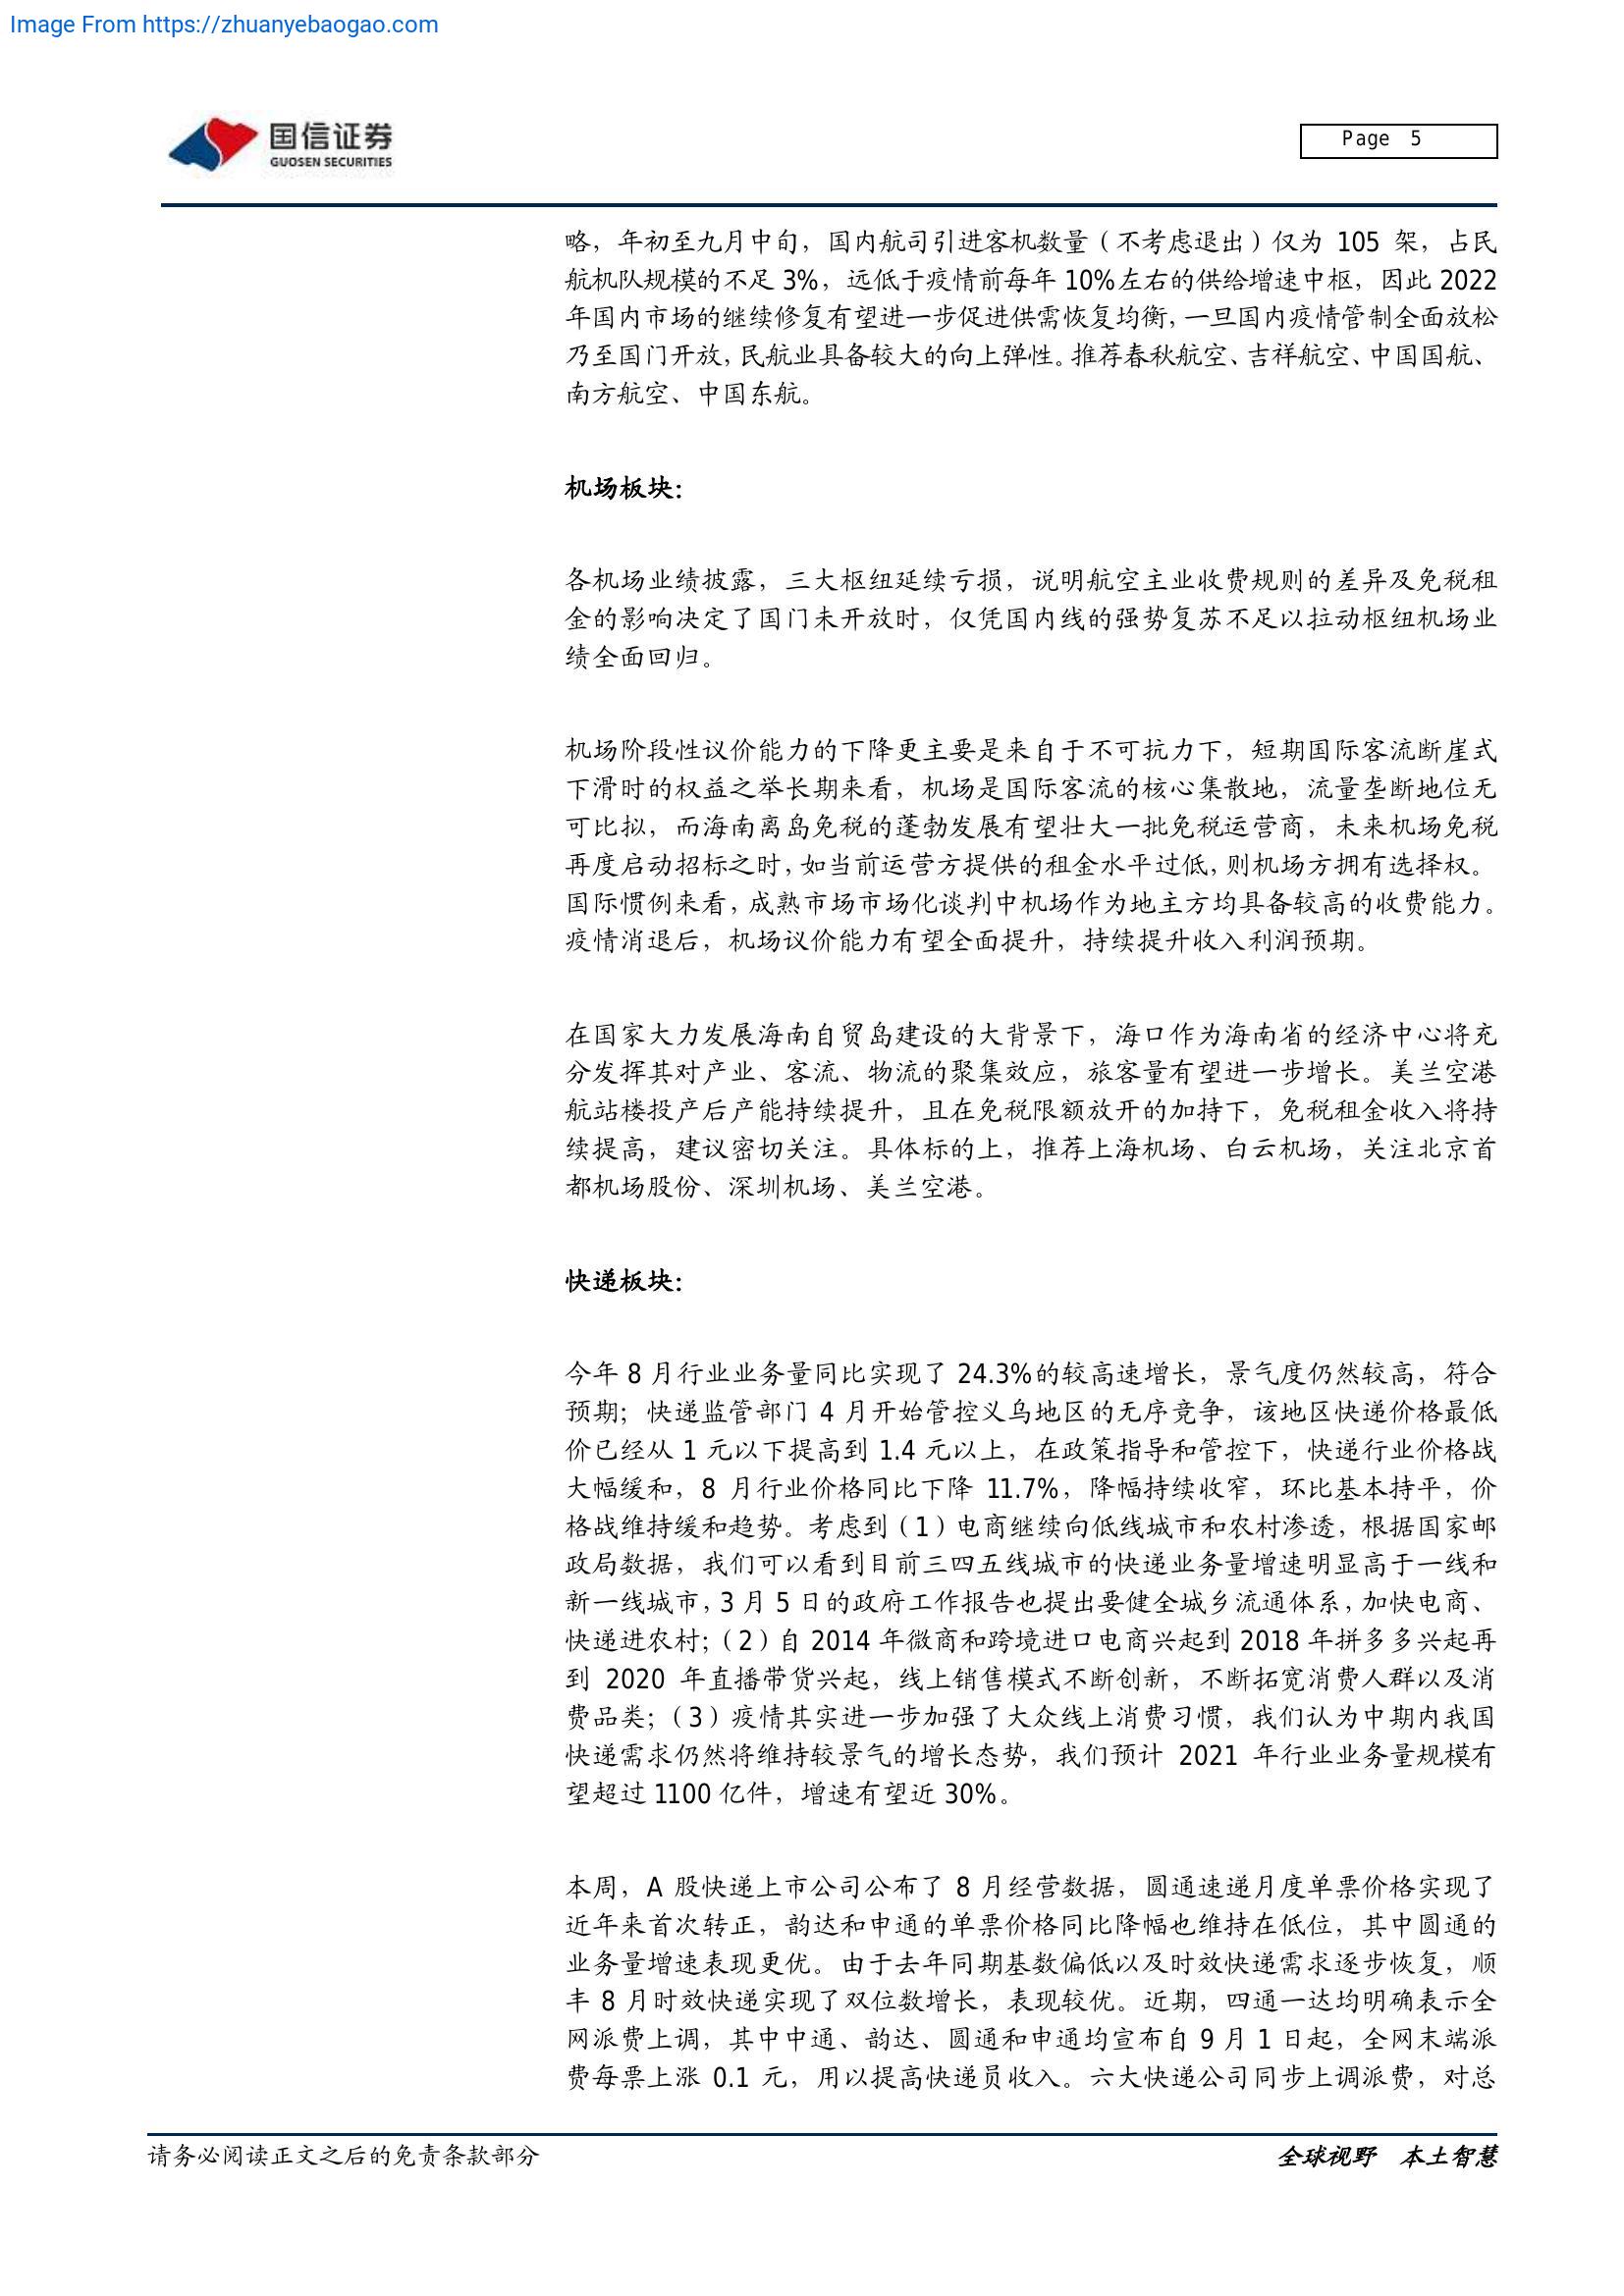 Image From https://zhuanyebaogao.com
国信证券
GUOSEN SECURITIES
Page 5
略，年初至九月中旬，国内航司引进客机数量（不考虑退出）仅为 105 架，占民
航机队规模的不足 3%，远低于疫情前每年 10%左右的供给增速中枢，因此 2022
年国内市场的继续修复有望进一步促进供需恢复均衡，一旦国内疫情管制全面放松
乃至国门开放，民航业具备较大的向上弹性。推荐春秋航空、吉祥航空、中国国航、
南方航空、中国东航。
机场板块：
各机场业绩披露，三大枢纽延续亏损，说明航空主业收费规则的差异及免税租
金的影响决定了国门未开放时，仅凭国内线的强势复苏不足以拉动枢纽机场业
绩全面回归。
机场阶段性议价能力的下降更主要是来自于不可抗力下，短期国际客流断崖式
下滑时的权益之举长期来看，机场是国际客流的核心集散地，流量垄断地位无
可比拟，而海南离岛免税的蓬勃发展有望壮大一批免税运营商，未来机场免税
再度启动招标之时，如当前运营方提供的租金水平过低，则机场方拥有选择权。
国际惯例来看，成熟市场市场化谈判中机场作为地主方均具备较高的收费能力。
疫情消退后，机场议价能力有望全面提升，持续提升收入利润预期。
在国家大力发展海南自贸岛建设的大背景下，海口作为海南省的经济中心将充
分发挥其对产业、客流、物流的聚集效应，旅客量有望进一步增长。美兰空港
航站楼投产后产能持续提升，且在免税限额放开的加持下，免税租金收入将持
续提高，建议密切关注。具体标的上，推荐上海机场、白云机场，关注北京首
都机场股份、深圳机场、美兰空港。
快递板块：
今年 8 月行业业务量同比实现了 24.3%的较高速增长，景气度仍然较高，符合
预期；快递监管部门 4 月开始管控义乌地区的无序竞争，该地区快递价格最低
价已经从 1 元以下提高到 1.4 元以上，在政策指导和管控下，快递行业价格战
大幅缓和，8 月行业价格同比下降 11.7%，降幅持续收窄，环比基本持平，价
格战维持缓和趋势。考虑到（1）电商继续向低线城市和农村渗透，根据国家邮
政局数据，我们可以看到目前三四五线城市的快递业务量增速明显高于一线和
新一线城市，3 月 5 日的政府工作报告也提出要健全城乡流通体系，加快电商、
快递进农村；（2）自 2014 年微商和跨境进口电商兴起到 2018 年拼多多兴起再
到 2020 年直播带货兴起，线上销售模式不断创新，不断拓宽消费人群以及消
费品类；（3）疫情其实进一步加强了大众线上消费习惯，我们认为中期内我国
快递需求仍然将维持较景气的增长态势，我们预计 2021 年行业业务量规模有
望超过 1100 亿件，增速有望近 30%。
本周，A 股快递上市公司公布了 8 月经营数据，圆通速递月度单票价格实现了
近年来首次转正，韵达和申通的单票价格同比降幅也维持在低位，其中圆通的
业务量增速表现更优。由于去年同期基数偏低以及时效快递需求逐步恢复，顺
丰 8 月时效快递实现了双位数增长，表现较优。近期，四通一达均明确表示全
网派费上调，其中中通、韵达、圆通和申通均宣布自 9 月 1 日起，全网末端派
费每票上涨 0.1 元，用以提高快递员收入。六大快递公司同步上调派费，对总
请务必阅读正文之后的免责条款部分
全球视野 本土智慧